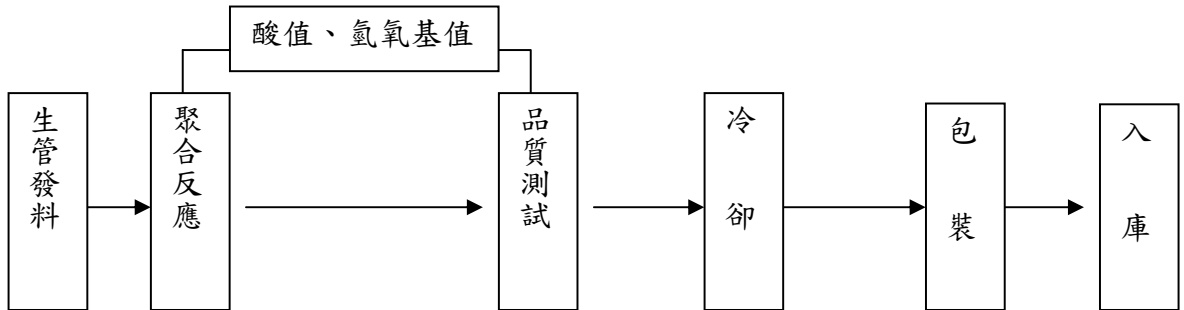 酸值、氫氧基值
生管發料
聚合反應
品質測試
冷卻
包裝
入庫